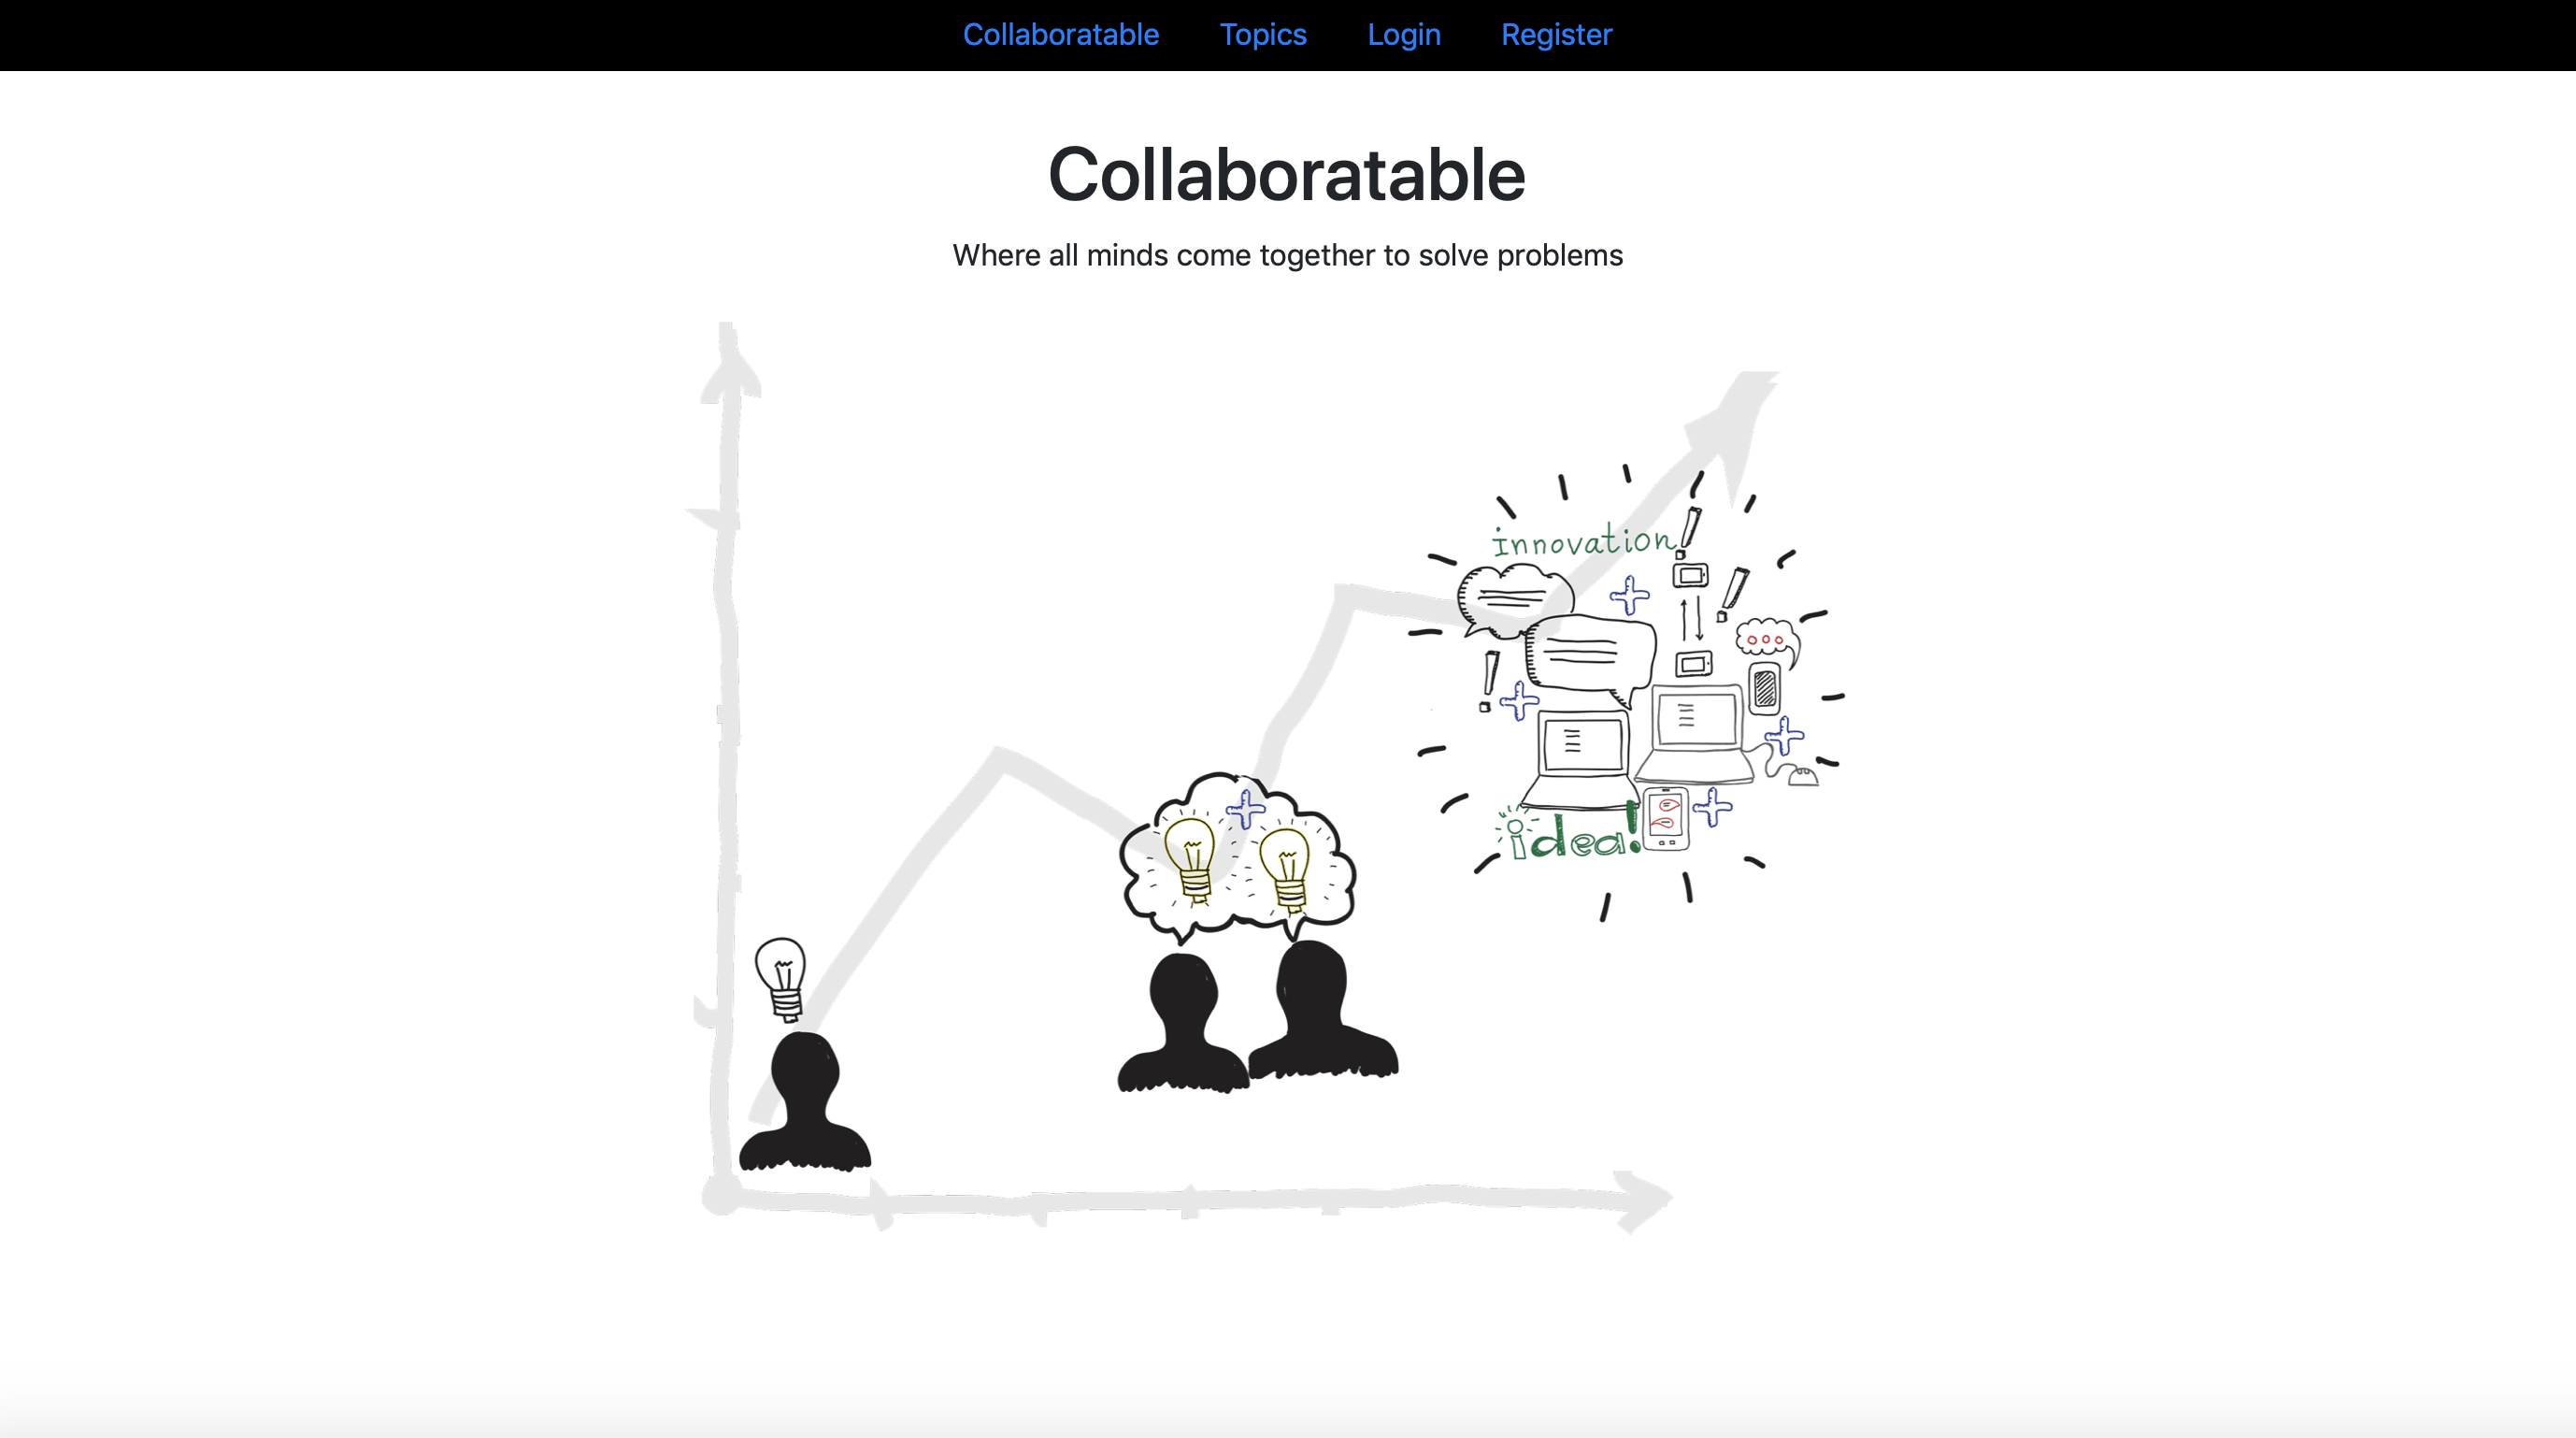 Collaboratable Topics Login Register
Collaboratable
Where all minds come together to solve problems
innovation!
idea!